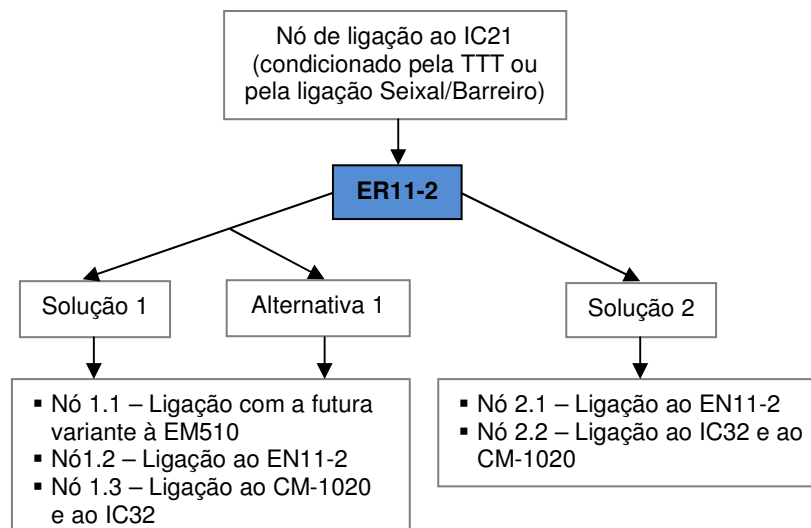 Nó de ligação ao IC21
(condicionado pela TTT ou
pela ligação Seixal/Barreiro)
ER11-2
Solução 1
Alternativa 1
Solução 2
▪ Nó 1.1 – Ligação com a futura
variante à EM510
▪ Nó1.2 – Ligação ao EN11-2
▪ Nó 1.3 – Ligação ao CM-1020
e ao IC32
▪ Nó 2.1 – Ligação ao EN11-2
▪ Nó 2.2 – Ligação ao IC32 e ao
CM-1020